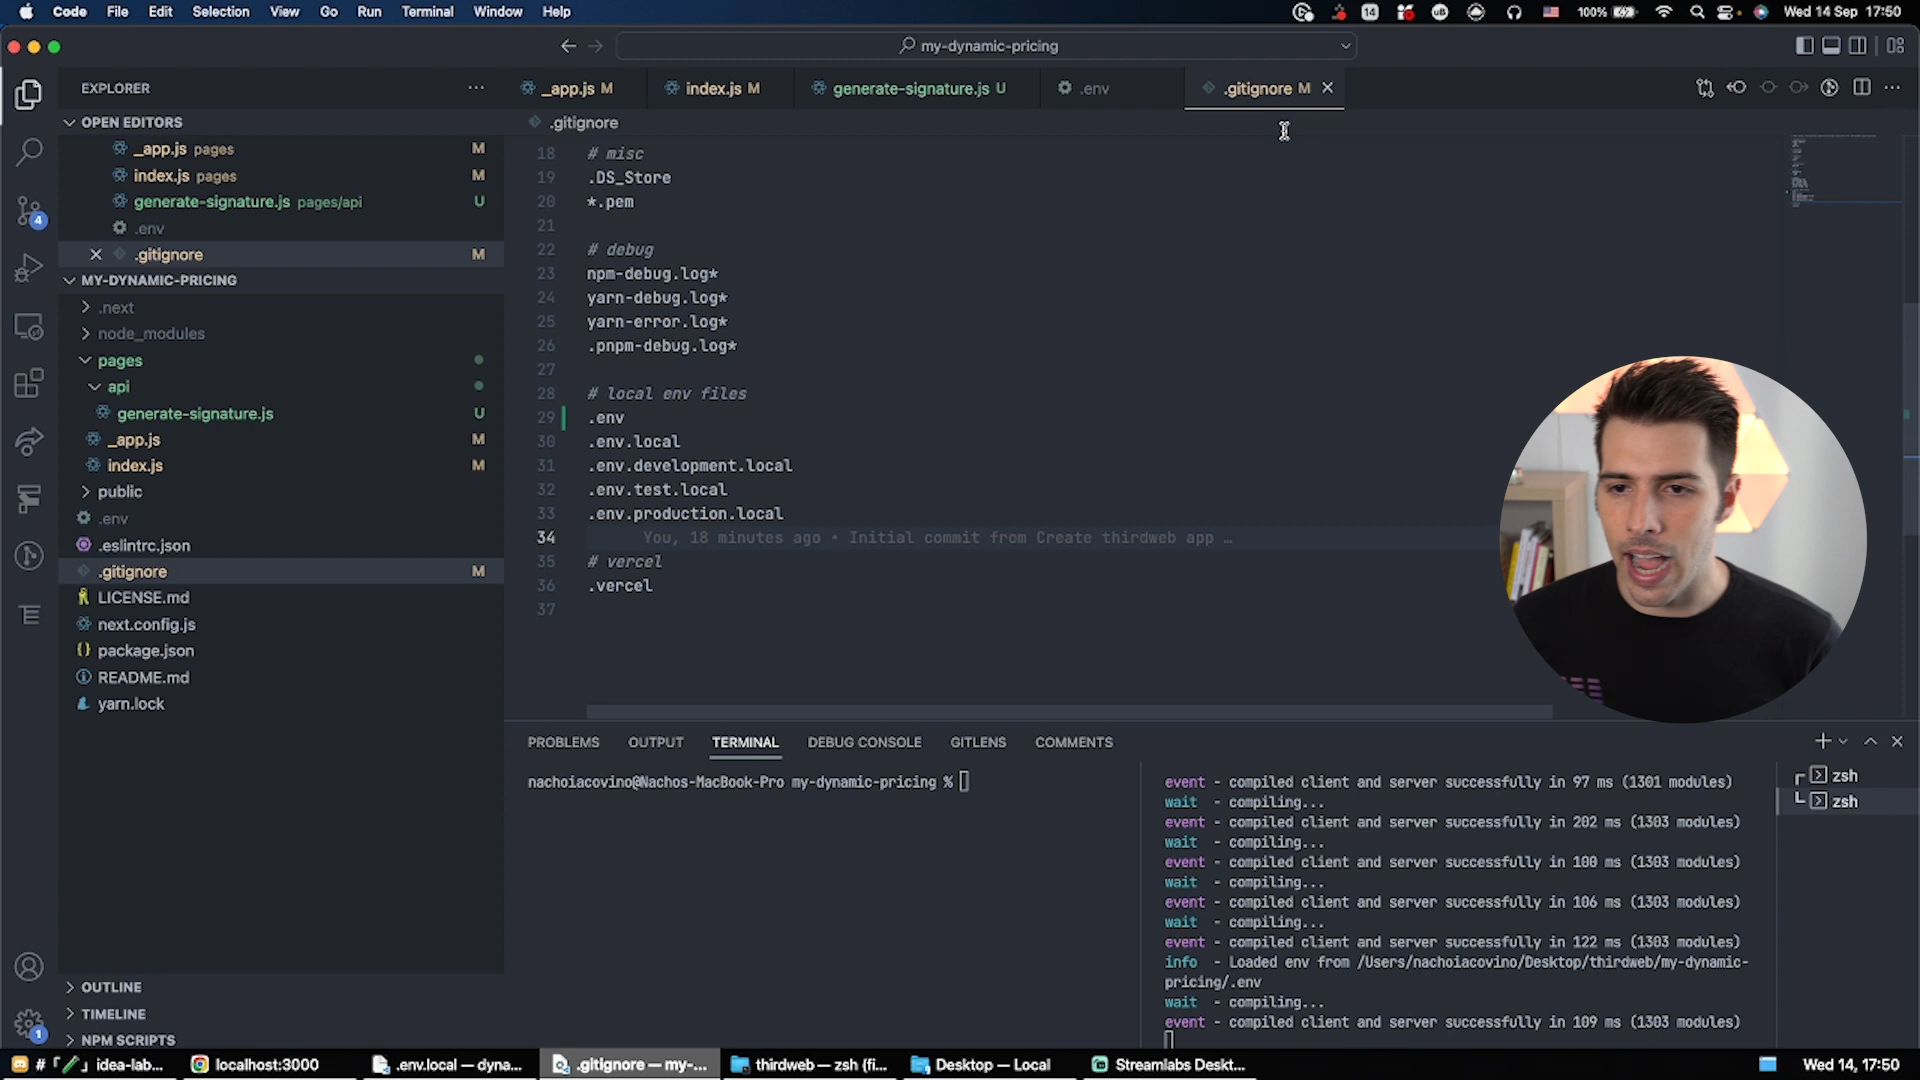 Code File Edit Selection View Go Run Terminal Window Help
14 100% Wed 14 Sep 17:50
my-dynamic-pricing
EXPLORER
_app.js M
index.js M
generate-signature.js U
.env
.gitignore M
OPEN EDITORS
_app.js pages M
index.js pages M
generate-signature.js pages/api U
.env
.gitignore M
MY-DYNAMIC-PRICING
.next
node_modules
pages
api
generate-signature.js U
_app.js M
index.js M
public
.env
.eslintrc.json
.gitignore M
LICENSE.md
next.config.js
package.json
README.md
yarn.lock
OUTLINE
TIMELINE
NPM SCRIPTS
4
1
.gitignore
18 # misc
19 .DS_Store
20 *.pem
21
22 # debug
23 npm-debug.log*
24 yarn-debug.log*
25 yarn-error.log*
26 .pnpm-debug.log*
27
28 # local env files
29 .env
30 .env.local
31 .env.development.local
32 .env.test.local
33 .env.production.local
34 You, 18 minutes ago • Initial commit from Create thirdweb app …
35 # vercel
36 .vercel
37
PROBLEMS OUTPUT TERMINAL DEBUG CONSOLE GITLENS COMMENTS
nachoiacovino@Nachos-MacBook-Pro my-dynamic-pricing %
event - compiled client and server successfully in 97 ms (1301 modules)
wait - compiling...
event - compiled client and server successfully in 202 ms (1303 modules)
wait - compiling...
event - compiled client and server successfully in 100 ms (1303 modules)
wait - compiling...
event - compiled client and server successfully in 106 ms (1303 modules)
wait - compiling...
event - compiled client and server successfully in 122 ms (1303 modules)
info - Loaded env from /Users/nachoiacovino/Desktop/thirdweb/my-dynamic-
pricing/.env
wait - compiling...
event - compiled client and server successfully in 109 ms (1303 modules)
zsh
zsh
idea-lab...
localhost:3000
.env.local — dyna...
.gitignore — my-...
thirdweb — zsh (fi...
Desktop — Local
Streamlabs Deskt...
Wed 14, 17:50